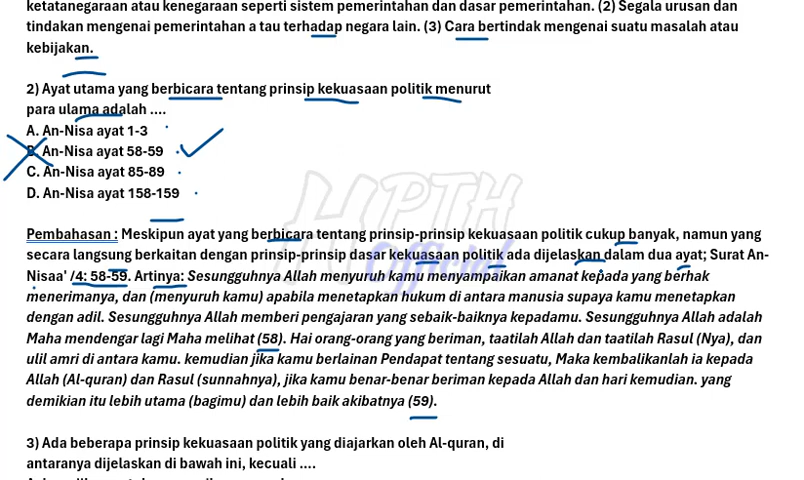 ketatanegaraan atau kenegaraan seperti sistem pemerintahan dan dasar pemerintahan. (2) Segala urusan dan
tindakan mengenai pemerintahan a tau terhadap negara lain. (3) Cara bertindak mengenai suatu masalah atau
kebijakan.
2) Ayat utama yang berbicara tentang prinsip kekuasaan politik menurut
para ulama adalah ....
A. An-Nisa ayat 1-3
B. An-Nisa ayat 58-59
C. An-Nisa ayat 85-89
D. An-Nisa ayat 158-159
HPTH
Official
Pembahasan : Meskipun ayat yang berbicara tentang prinsip-prinsip kekuasaan politik cukup banyak, namun yang
secara langsung berkaitan dengan prinsip-prinsip dasar kekuasaan politik ada dijelaskan dalam dua ayat; Surat An-
Nisaa' /4: 58-59. Artinya: Sesungguhnya Allah menyuruh kamu menyampaikan amanat kepada yang berhak
menerimanya, dan (menyuruh kamu) apabila menetapkan hukum di antara manusia supaya kamu menetapkan
dengan adil. Sesungguhnya Allah memberi pengajaran yang sebaik-baiknya kepadamu. Sesungguhnya Allah adalah
Maha mendengar lagi Maha melihat (58). Hai orang-orang yang beriman, taatilah Allah dan taatilah Rasul (Nya), dan
ulil amri di antara kamu. kemudian jika kamu berlainan Pendapat tentang sesuatu, Maka kembalikanlah ia kepada
Allah (Al-quran) dan Rasul (sunnahnya), jika kamu benar-benar beriman kepada Allah dan hari kemudian. yang
demikian itu lebih utama (bagimu) dan lebih baik akibatnya (59).
3) Ada beberapa prinsip kekuasaan politik yang diajarkan oleh Al-quran, di
antaranya dijelaskan di bawah ini, kecuali ....